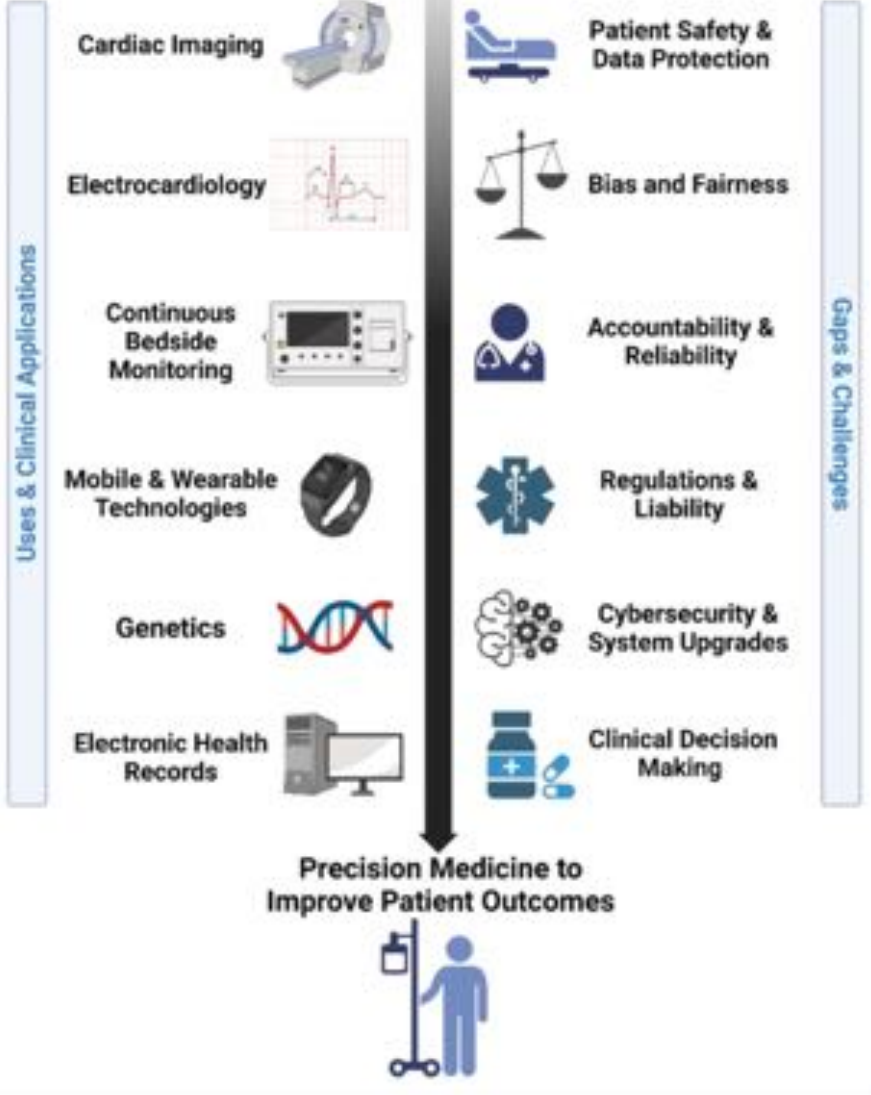 Cardiac Imaging
Patient Safety &
Data Protection
Electrocardiology
Bias and Fairness
Uses & Clinical Applications
Continuous
Bedside
Monitoring
Accountability &
Reliability
Gaps & Challenges
Mobile & Wearable
Technologies
Regulations &
Liability
Genetics
Cybersecurity &
System Upgrades
Electronic Health
Records
Clinical Decision
Making
Precision Medicine to
Improve Patient Outcomes